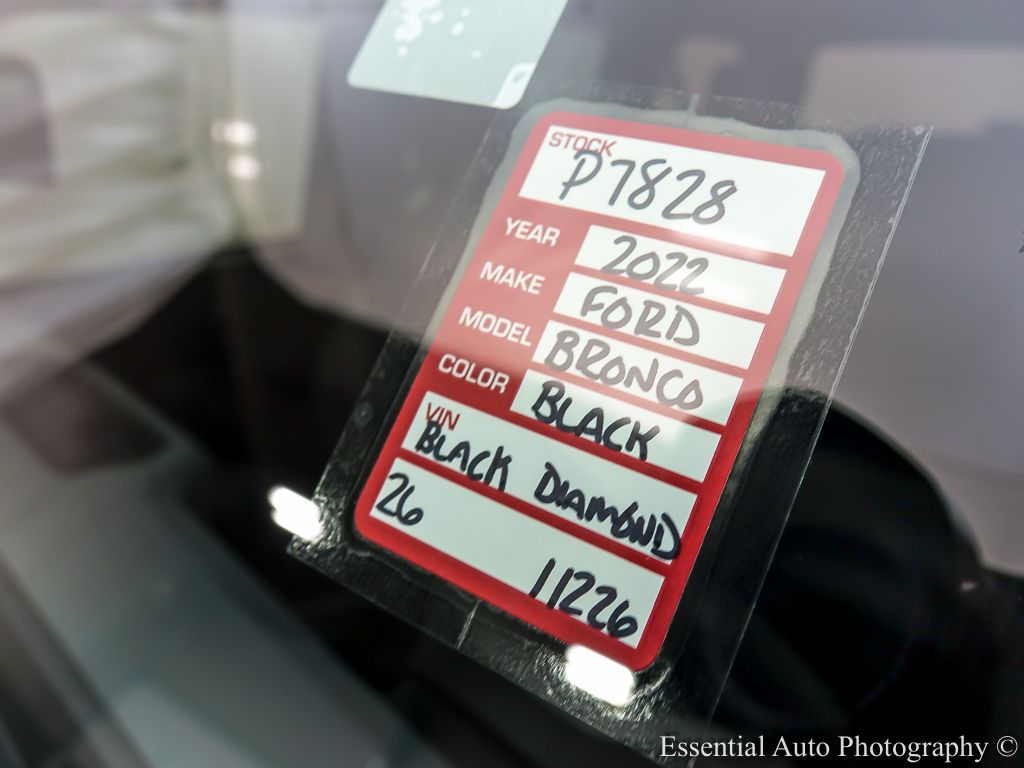 STOCK
P7828
YEAR 2022
MAKE FORD
MODEL BRONCO
COLOR BLACK
VIN
BLACK DIAMOND
26
11226
Essential Auto Photography ©